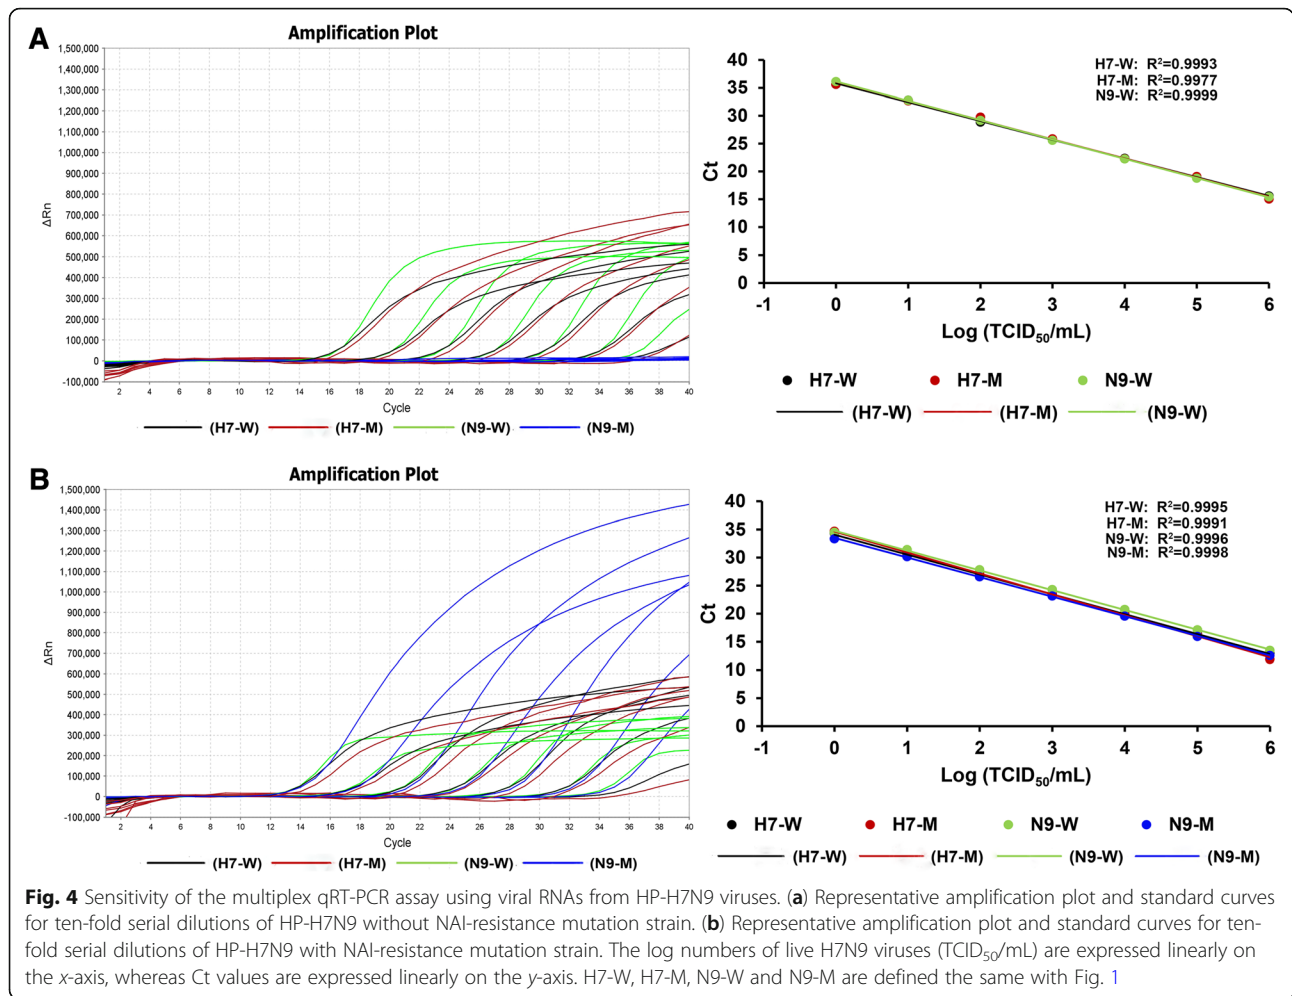 A
Amplification Plot
1,500,000
1,400,000
1,300,000
1,200,000
1,100,000
1,000,000
900,000
800,000
700,000
600,000
500,000
400,000
300,000
200,000
100,000
0
-100,000
ΔRn
2 4 6 8 10 12 14 16 18 20 22 24 26 28 30 32 34 36 38 40
Cycle
(H7-W) (H7-M) (N9-W) (N9-M)
H7-W: R²=0.9993
H7-M: R²=0.9977
N9-W: R²=0.9999
40
35
30
25
20
15
10
5
0
Ct
-1 0 1 2 3 4 5 6
Log (TCID₅₀/mL)
H7-W H7-M N9-W
(H7-W) (H7-M) (N9-W)
B
Amplification Plot
1,500,000
1,400,000
1,300,000
1,200,000
1,100,000
1,000,000
900,000
800,000
700,000
600,000
500,000
400,000
300,000
200,000
100,000
0
-100,000
ΔRn
2 4 6 8 10 12 14 16 18 20 22 24 26 28 30 32 34 36 38 40
Cycle
(H7-W) (H7-M) (N9-W) (N9-M)
H7-W: R²=0.9995
H7-M: R²=0.9991
N9-W: R²=0.9996
N9-M: R²=0.9998
40
35
30
25
20
15
10
5
0
Ct
-1 0 1 2 3 4 5 6
Log (TCID₅₀/mL)
H7-W H7-M N9-W N9-M
(H7-W) (H7-M) (N9-W) (N9-M)
Fig. 4 Sensitivity of the multiplex qRT-PCR assay using viral RNAs from HP-H7N9 viruses. (a) Representative amplification plot and standard curves
for ten-fold serial dilutions of HP-H7N9 without NAI-resistance mutation strain. (b) Representative amplification plot and standard curves for ten-
fold serial dilutions of HP-H7N9 with NAI-resistance mutation strain. The log numbers of live H7N9 viruses (TCID₅₀/mL) are expressed linearly on
the x-axis, whereas Ct values are expressed linearly on the y-axis. H7-W, H7-M, N9-W and N9-M are defined the same with Fig. 1